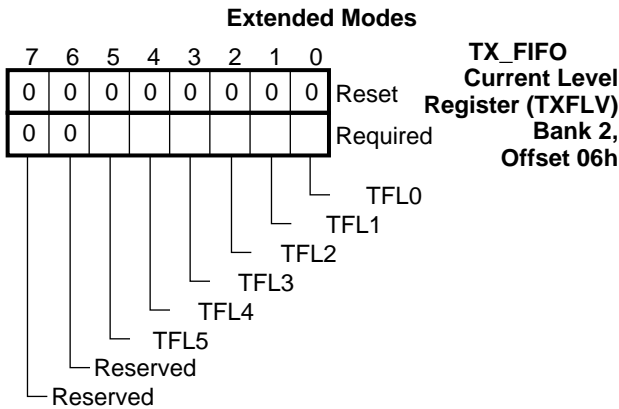 Extended Modes
7 6 5 4 3 2 1 0
0 0 0 0 0 0 0 0 Reset
0 0 Required
TX_FIFO
Current Level
Register (TXFLV)
Bank 2,
Offset 06h
TFL0
TFL1
TFL2
TFL3
TFL4
TFL5
Reserved
Reserved